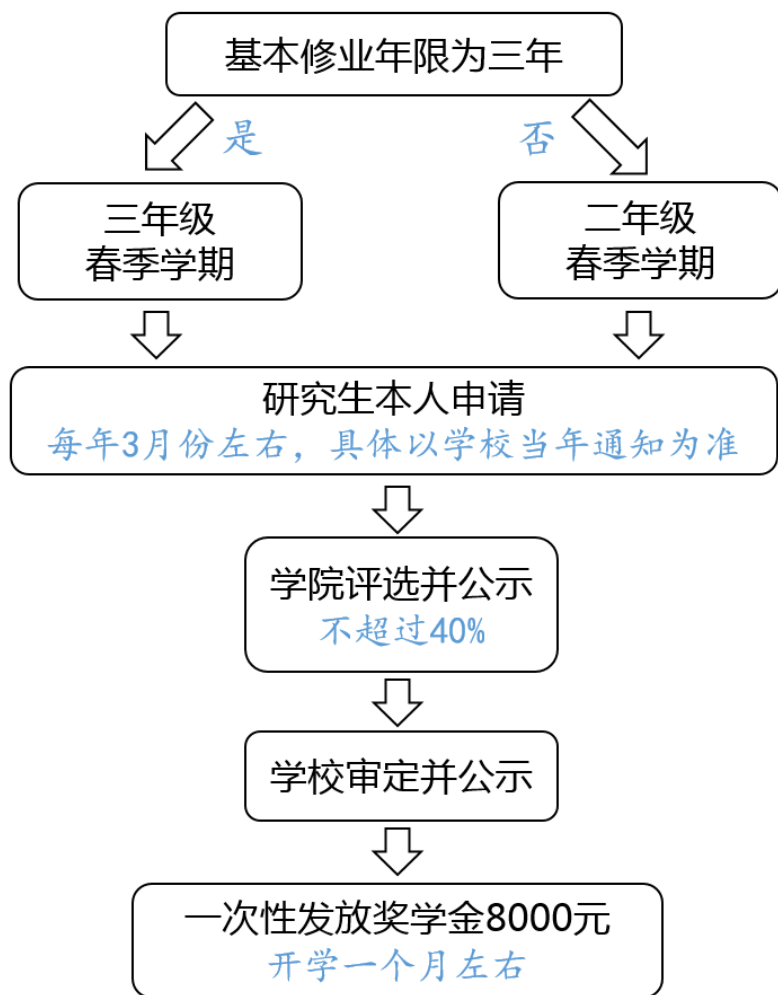 基本修业年限为三年
是
否
三年级
春季学期
二年级
春季学期
研究生本人申请
每年3月份左右，具体以学校当年通知为准
学院评选并公示
不超过40%
学校审定并公示
一次性发放奖学金8000元
开学一个月左右